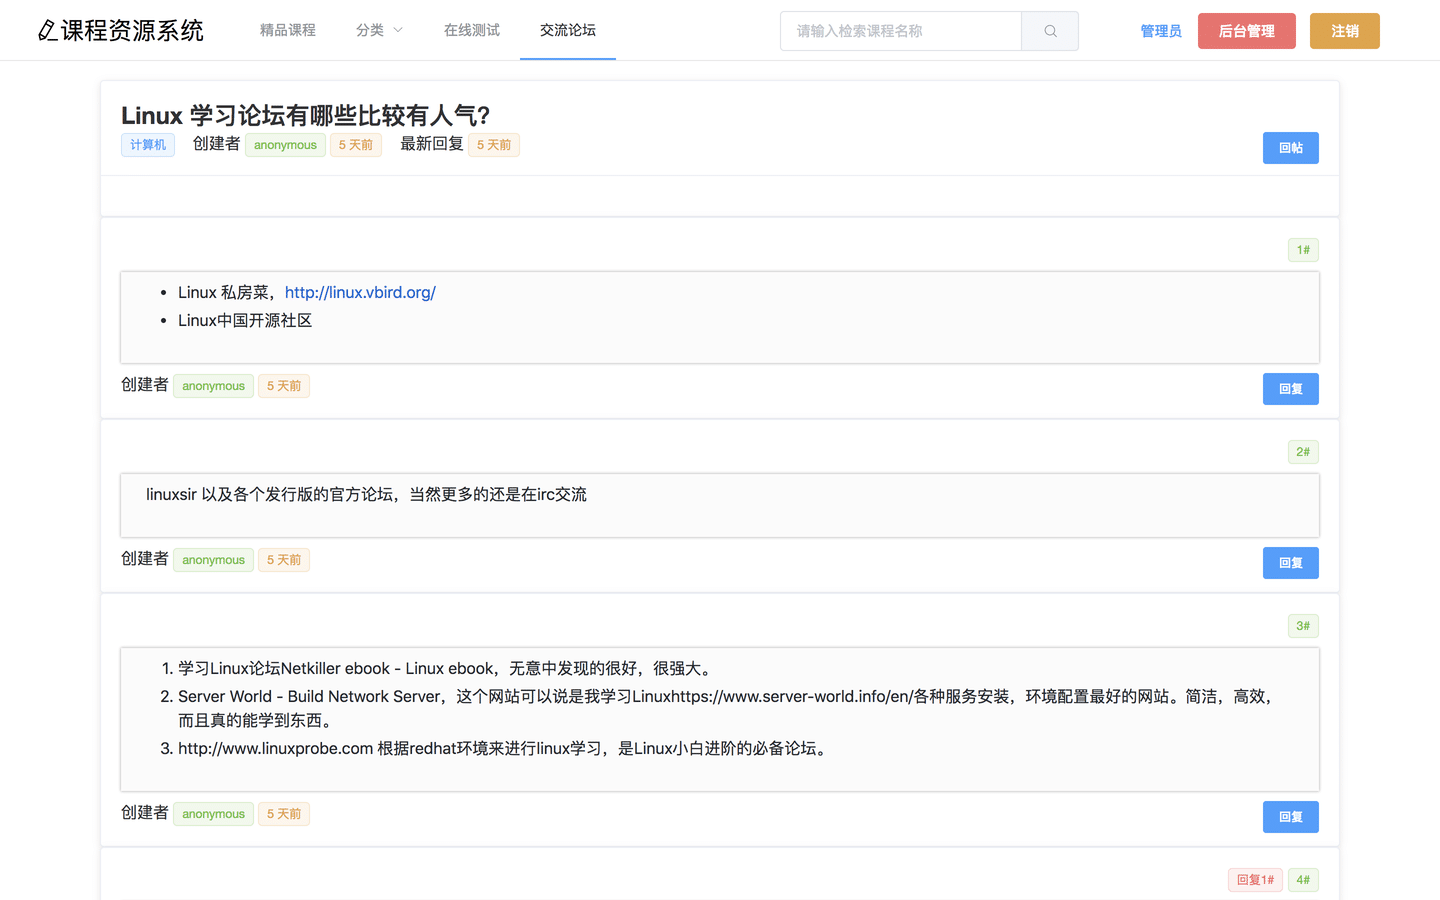 课程资源系统
精品课程
分类
在线测试
交流论坛
请输入检索课程名称
管理员
后台管理
注销
Linux 学习论坛有哪些比较有人气?
计算机 创建者 anonymous 5 天前 最新回复 5 天前
回帖
1#
Linux 私房菜，http://linux.vbird.org/
Linux中国开源社区
创建者 anonymous 5 天前
回复
2#
linuxsir 以及各个发行版的官方论坛，当然更多的还是在irc交流
创建者 anonymous 5 天前
回复
3#
1. 学习Linux论坛Netkiller ebook - Linux ebook，无意中发现的很好，很强大。
2. Server World - Build Network Server，这个网站可以说是我学习Linuxhttps://www.server-world.info/en/各种服务安装，环境配置最好的网站。简洁，高效，
而且真的能学到东西。
3. http://www.linuxprobe.com 根据redhat环境来进行linux学习，是Linux小白进阶的必备论坛。
创建者 anonymous 5 天前
回复
回复1# 4#